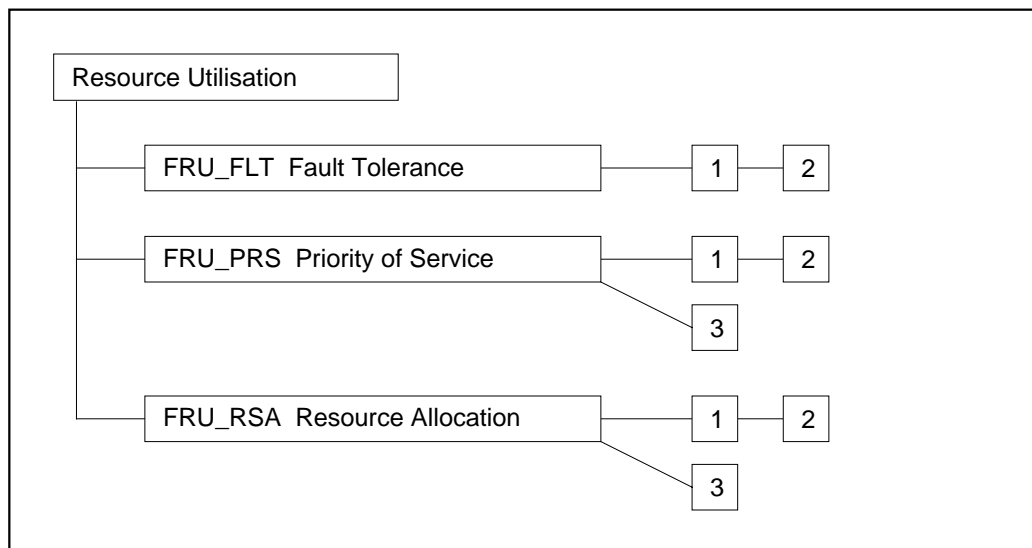 Resource Utilisation
FRU_FLT Fault Tolerance 1 2
FRU_PRS Priority of Service 1 2
3
FRU_RSA Resource Allocation 1 2
3